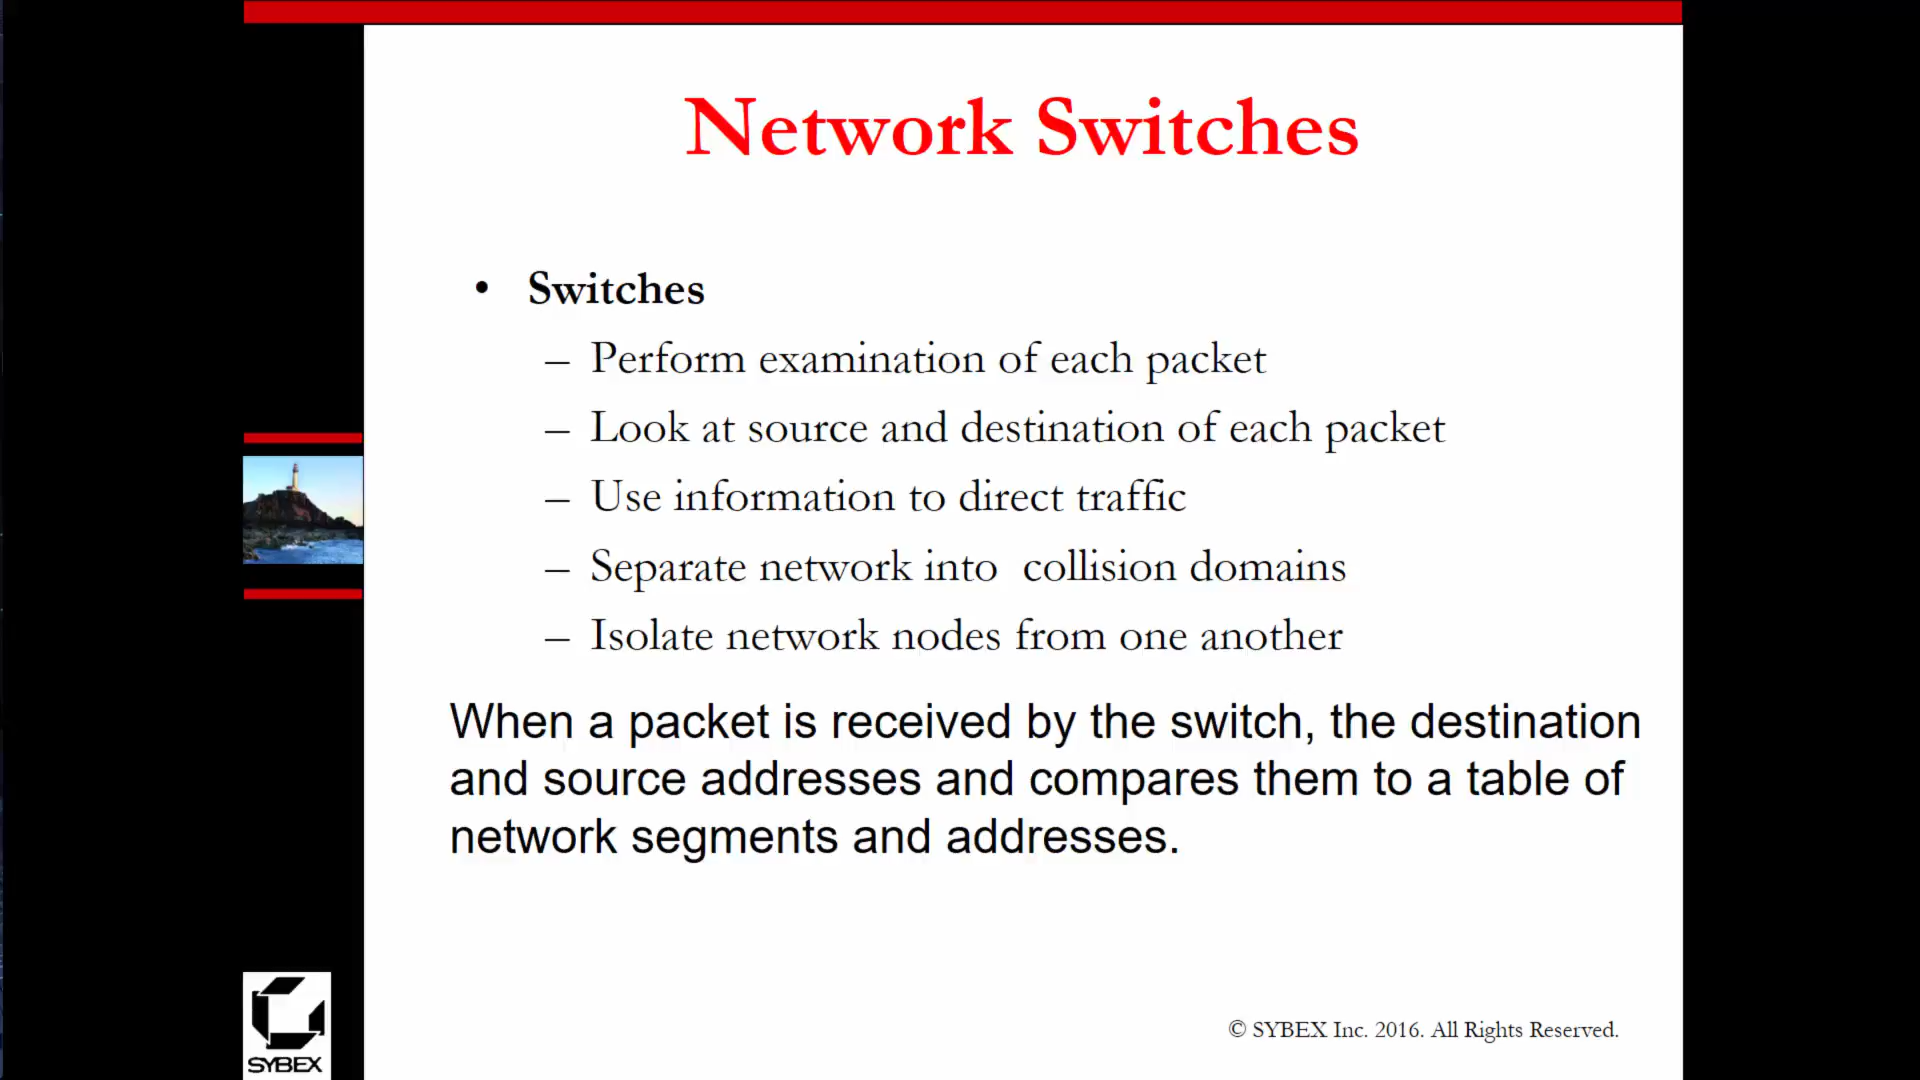 Network Switches
• Switches
– Perform examination of each packet
– Look at source and destination of each packet
– Use information to direct traffic
– Separate network into  collision domains
– Isolate network nodes from one another
When a packet is received by the switch, the destination
and source addresses and compares them to a table of
network segments and addresses.
© SYBEX Inc. 2016. All Rights Reserved.
SYBEX